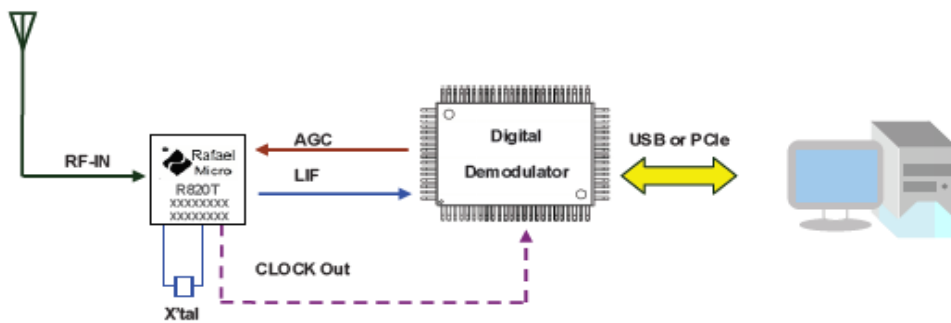 RF-IN
Rafael
Micro
R820T
XXXXXXXX
XXXXXXXX
X'tal
AGC
LIF
CLOCK Out
Digital
Demodulator
USB or PCIe